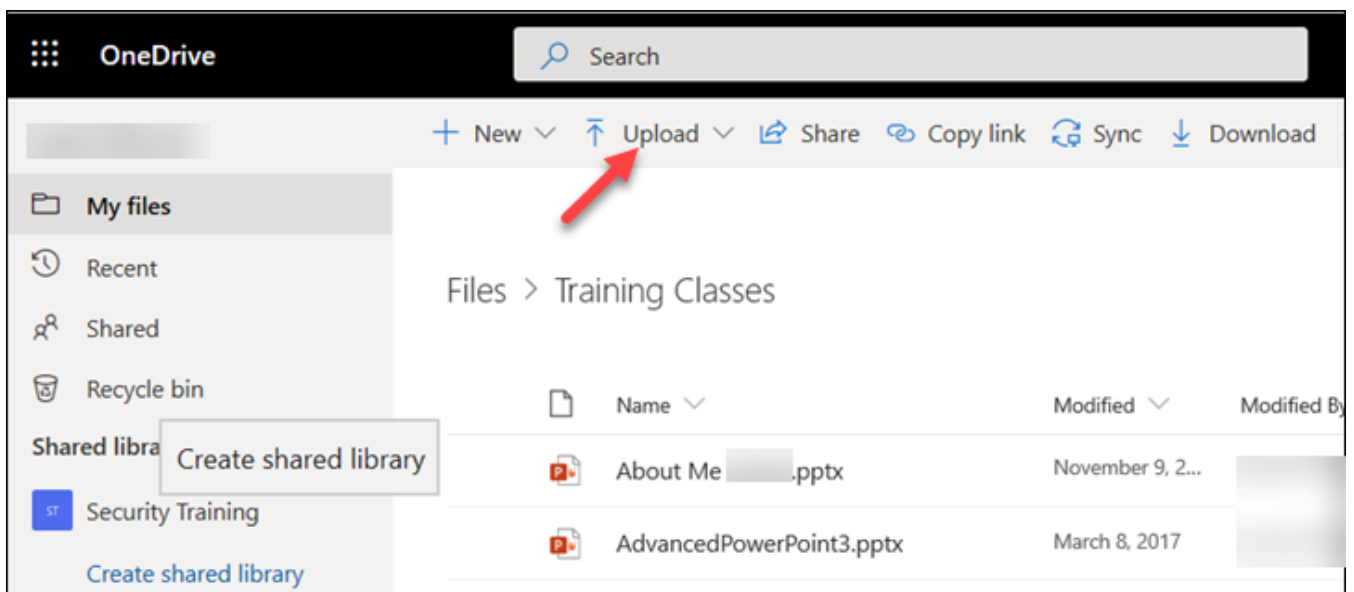 OneDrive
Search
New Upload Share Copy link Sync Download
My files
Recent
Shared
Recycle bin
Shared libra
Create shared library
ST
Security Training
Create shared library
Files > Training Classes
Name Modified Modified By
About Me .pptx November 9, 2...
AdvancedPowerPoint3.pptx March 8, 2017